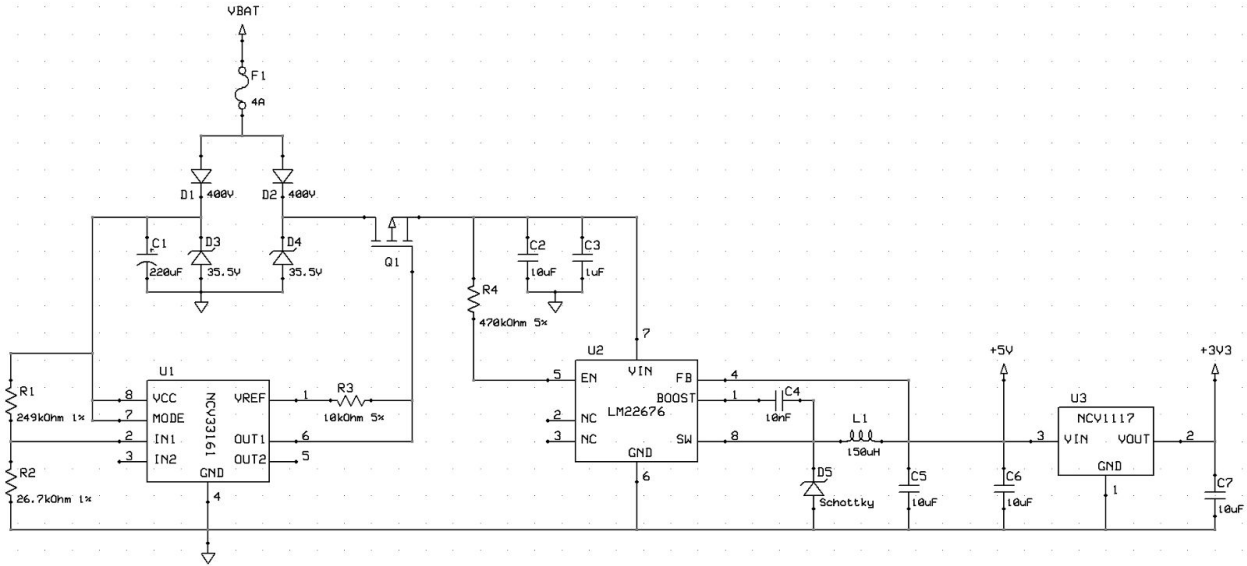 VBAT
F1
4A
D1 400V
D2 400V
C1
220uF
D3
35.5V
D4
35.5V
Q1
C2
10uF
C3
1uF
R4
470kOhm 5%
7
U2
VIN
5 EN
FB 4
BOOST 1
LM22676
2 NC
3 NC
SW 8
GND
6
C4
10nF
L1
150uH
D5
Schottky
C5
10uF
+5V
C6
10uF
U3
NCV1117
3 VIN
VOUT 2
GND
1
+3V3
C7
10uF
R1
249kOhm 1%
R2
26.7kOhm 1%
U1
NCV33161
8 VCC
7 MODE
2 IN1
3 IN2
VREF 1
OUT1 6
OUT2 5
GND
4
R3
10kOhm 5%